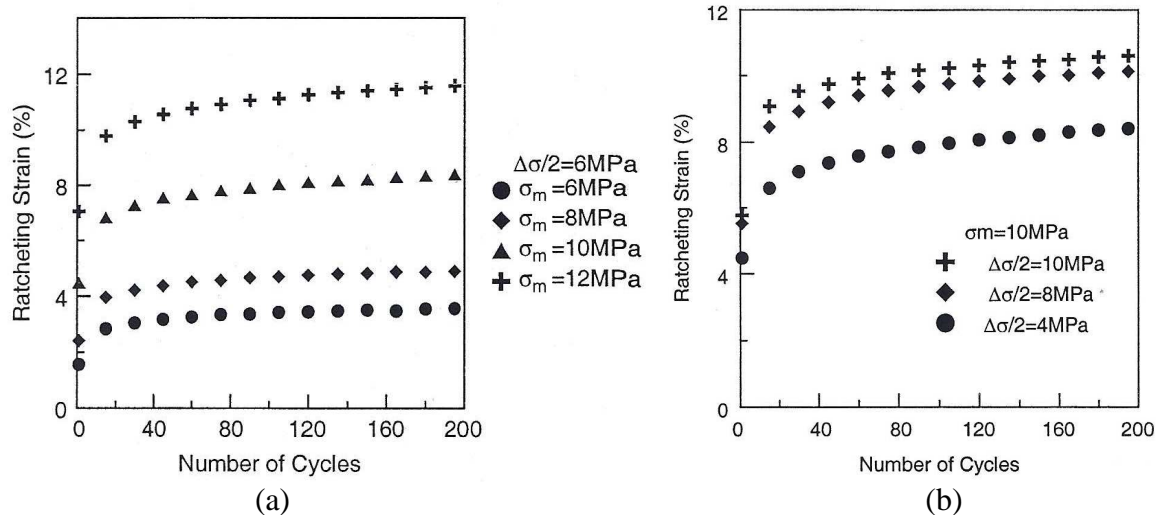 12
8
4
0
Ratcheting Strain (%)
0 40 80 120 160 200
Number of Cycles
(a)
Δσ/2=6MPa
σm=6MPa
σm=8MPa
σm=10MPa
σm=12MPa
12
8
4
0
Ratcheting Strain (%)
σm=10MPa
Δσ/2=10MPa
Δσ/2=8MPa
Δσ/2=4MPa
0 40 80 120 160 200
Number of Cycles
(b)